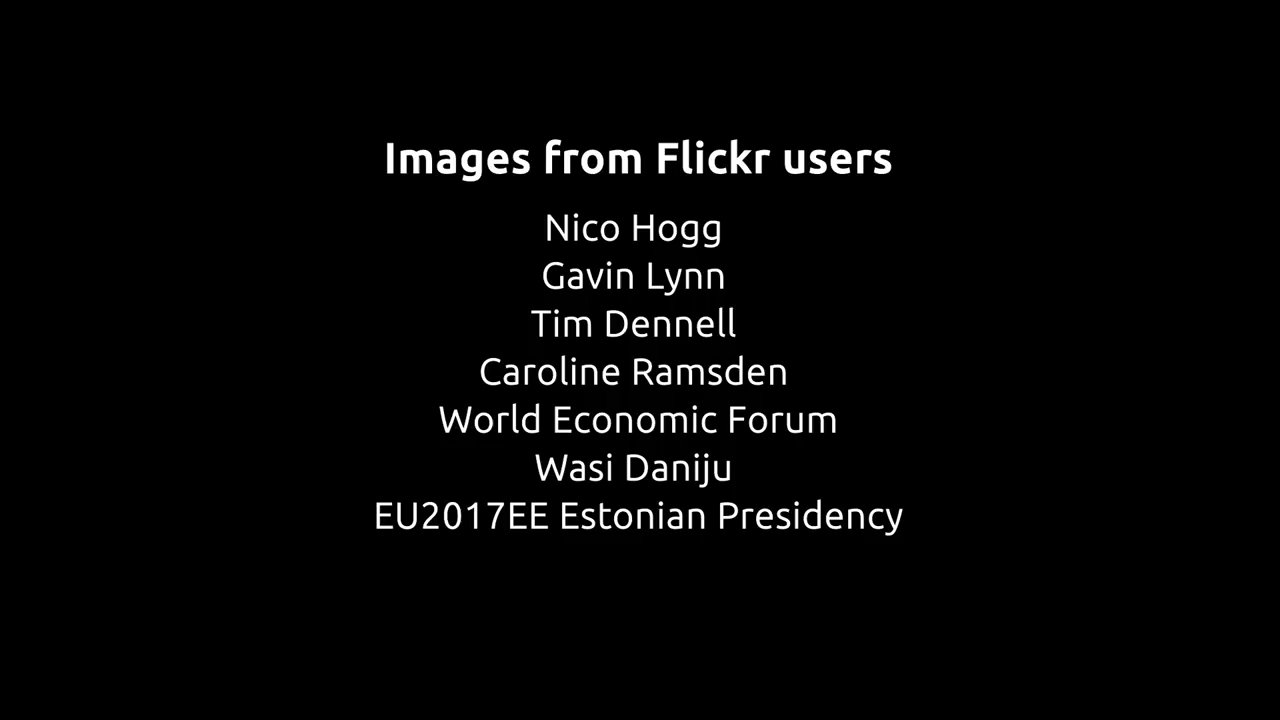 Images from Flickr users
Nico Hogg
Gavin Lynn
Tim Dennell
Caroline Ramsden
World Economic Forum
Wasi Daniju
EU2017EE Estonian Presidency